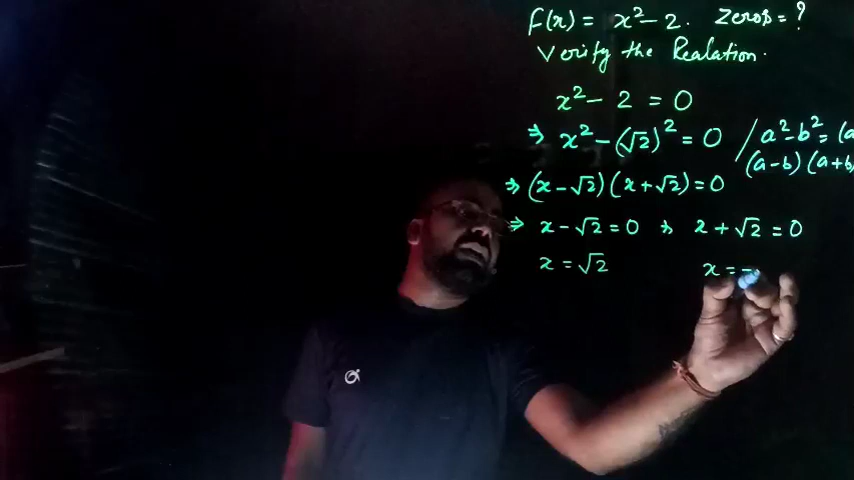 f(x) = x² - 2. Zeros = ?
Verify the Realation.
x² - 2 = 0
⇒ x² - (√2)² = 0 / a² - b² = (a
(a-b)(a+b
⇒ (x - √2)(x + √2) = 0
⇒ x - √2 = 0 ⇒ x + √2 = 0
x = √2 x = -